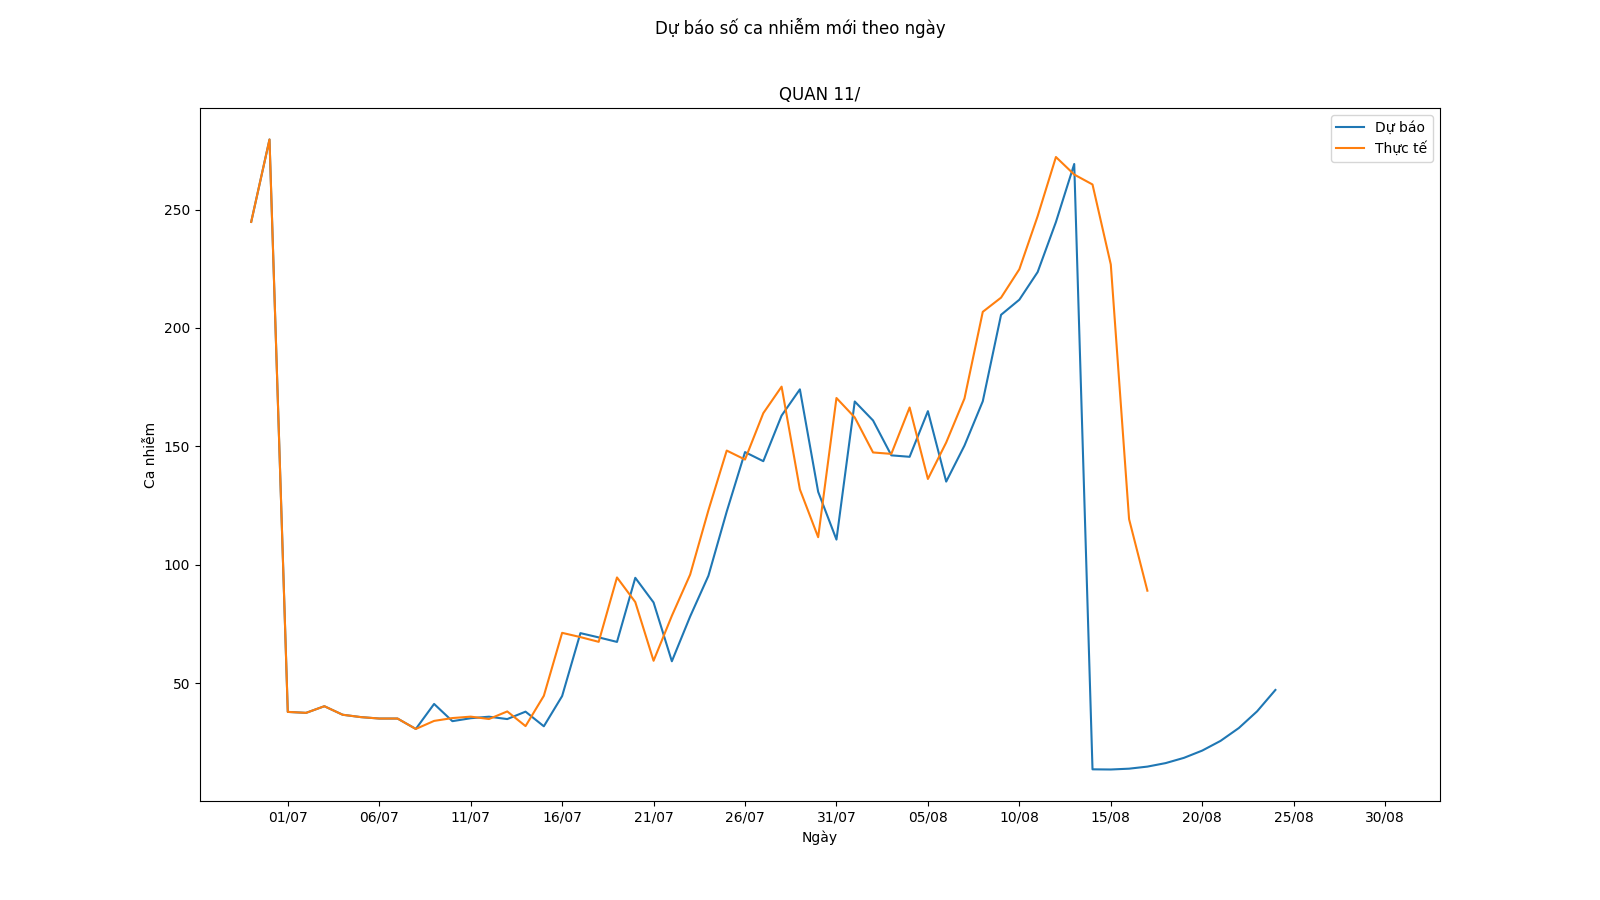 Dự báo số ca nhiễm mới theo ngày
QUAN 11/
Dự báo
Thực tế
250
200
150
100
50
Ca nhiễm
01/07 06/07 11/07 16/07 21/07 26/07 31/07 05/08 10/08 15/08 20/08 25/08 30/08
Ngày